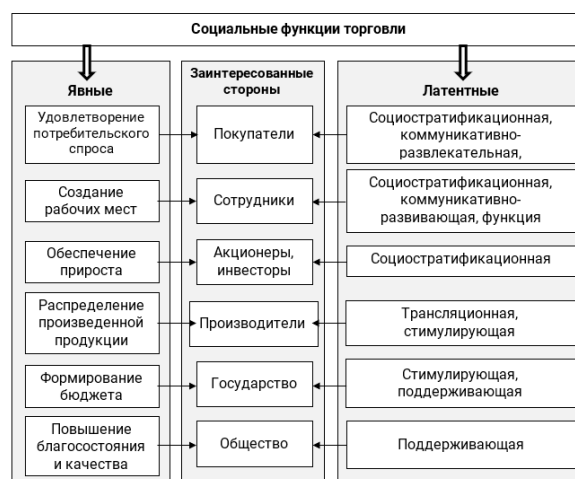 Социальные функции торговли
Явные
Заинтересованные
стороны
Латентные
Удовлетворение
потребительского
спроса
Покупатели
Социостратификационная,
коммуникативно-
развлекательная,
Создание
рабочих мест
Сотрудники
Социостратификационная,
коммуникативно-
развивающая, функция
Обеспечение
прироста
Акционеры,
инвесторы
Социостратификационная
Распределение
произведенной
продукции
Производители
Трансляционная,
стимулирующая
Формирование
бюджета
Государство
Стимулирующая,
поддерживающая
Повышение
благосостояния
и качества
Общество
Поддерживающая